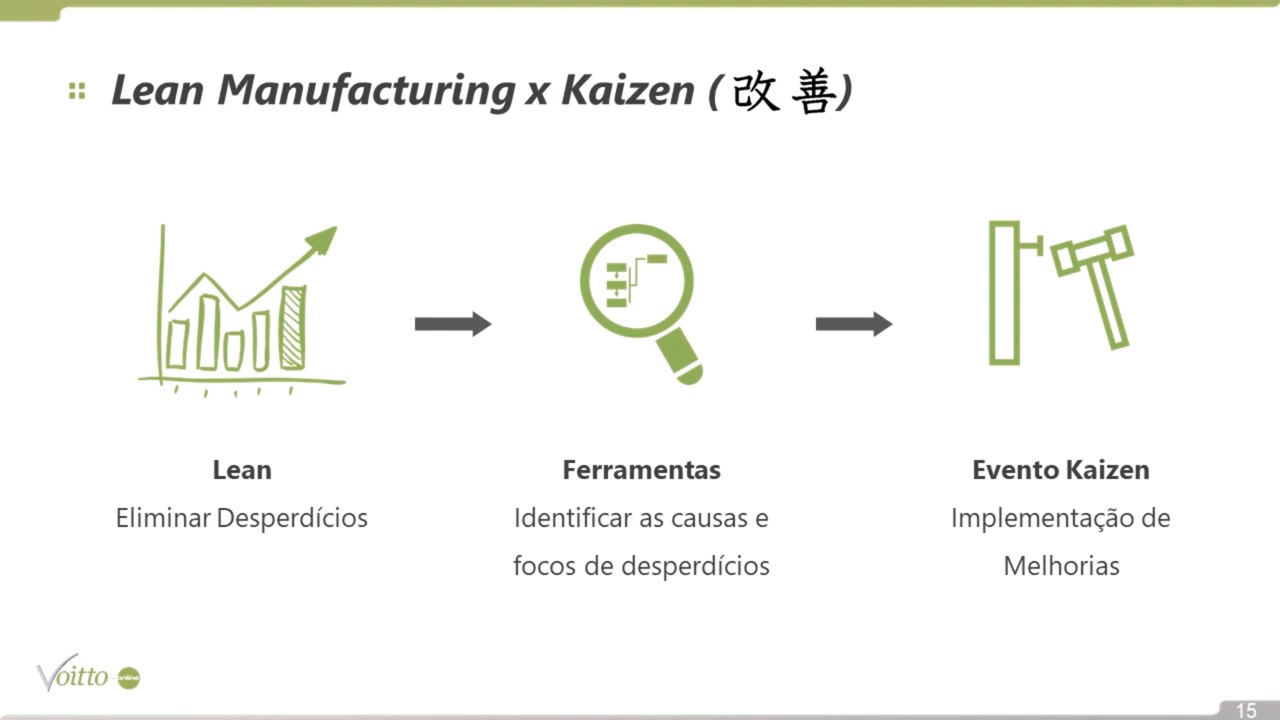 Lean Manufacturing x Kaizen ( 改 善)
Lean
Eliminar Desperdícios
Ferramentas
Identificar as causas e
focos de desperdícios
Evento Kaizen
Implementação de
Melhorias
Voitto online
15